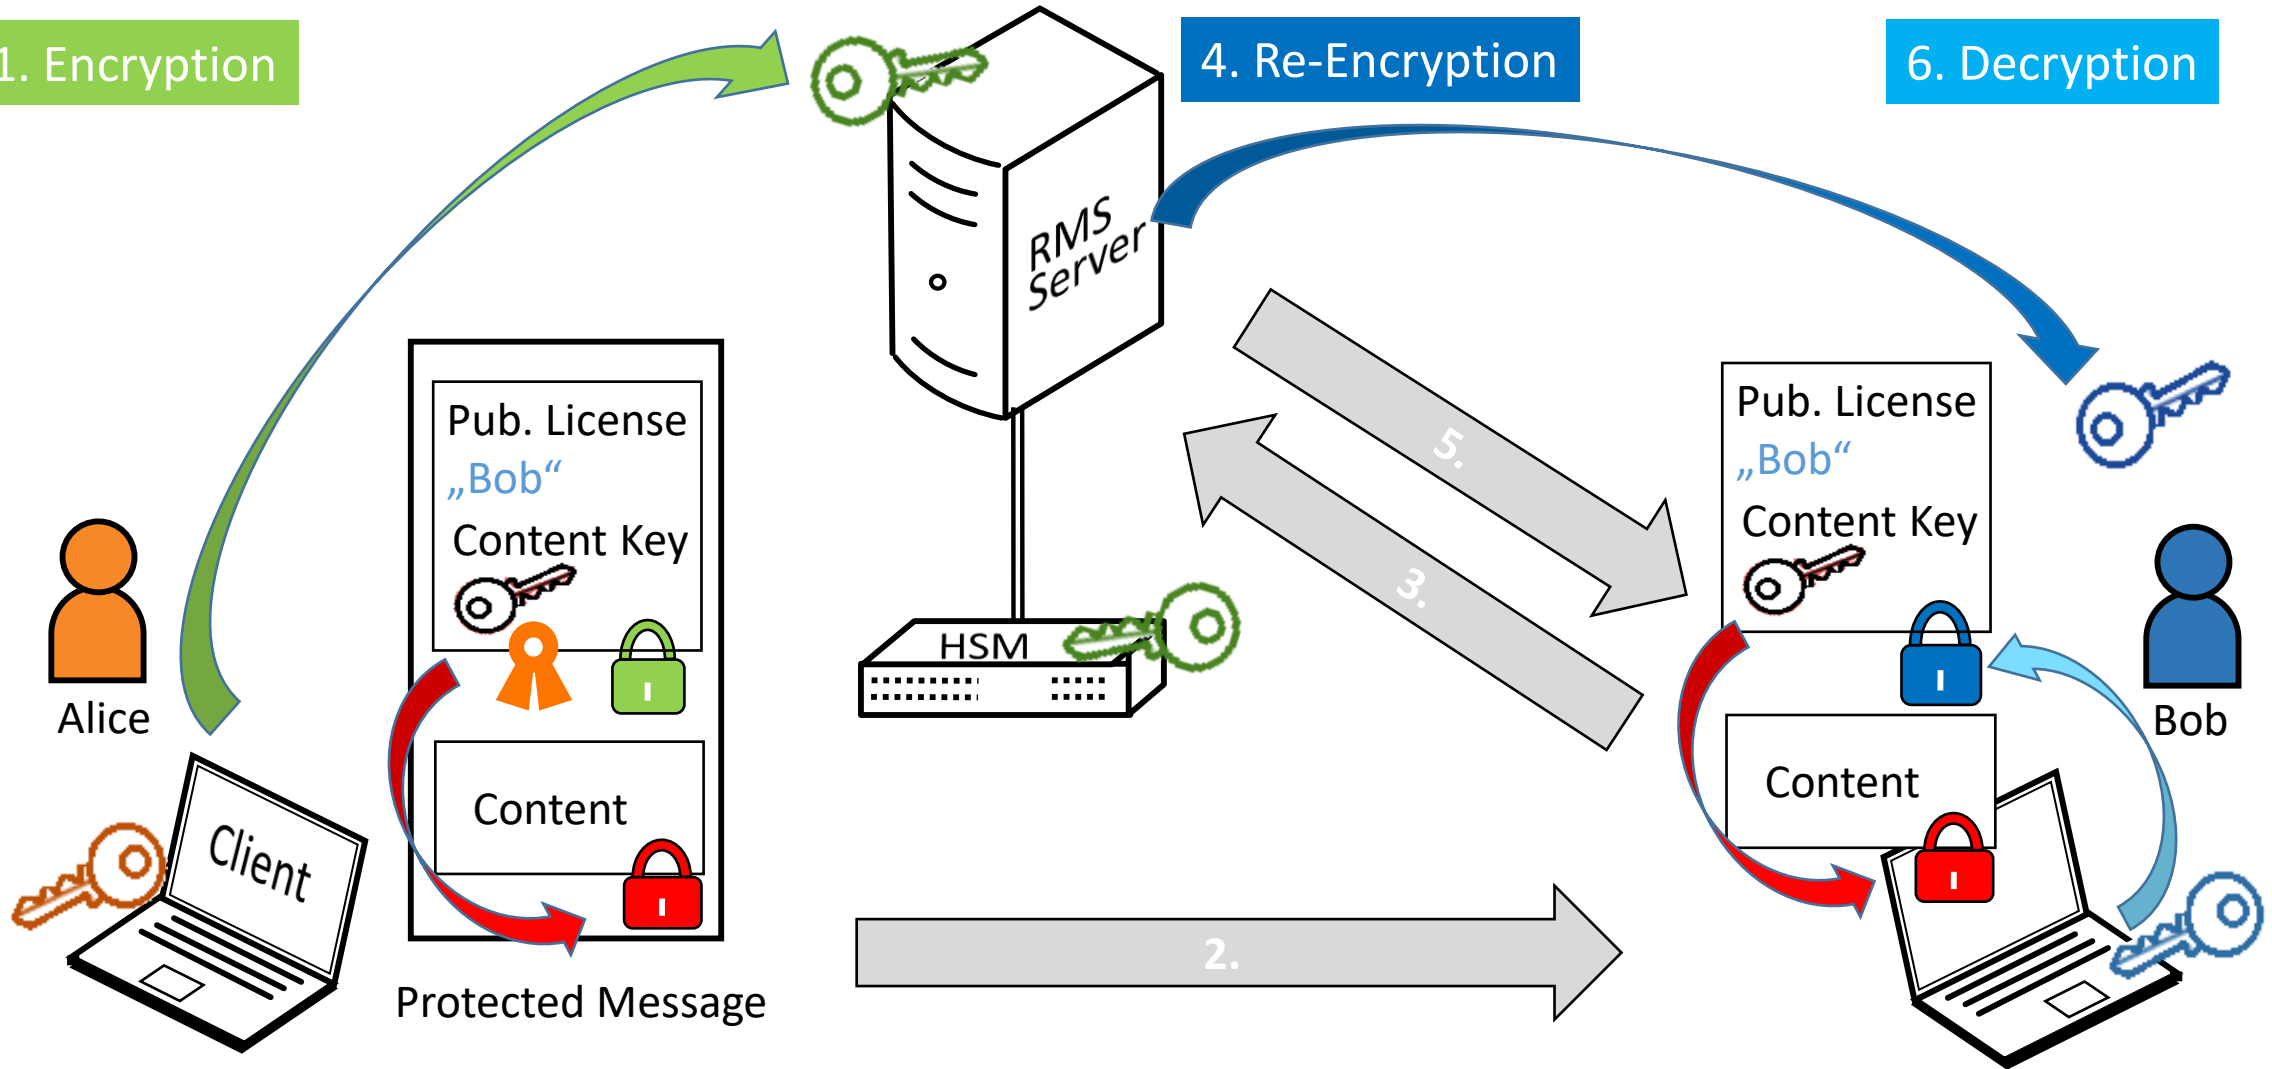 1. Encryption
4. Re-Encryption
6. Decryption
RMS
Server
Pub. License
„Bob“
Content Key
Content
Protected Message
Alice
Client
HSM
5.
3.
2.
Pub. License
„Bob“
Content Key
Content
Bob